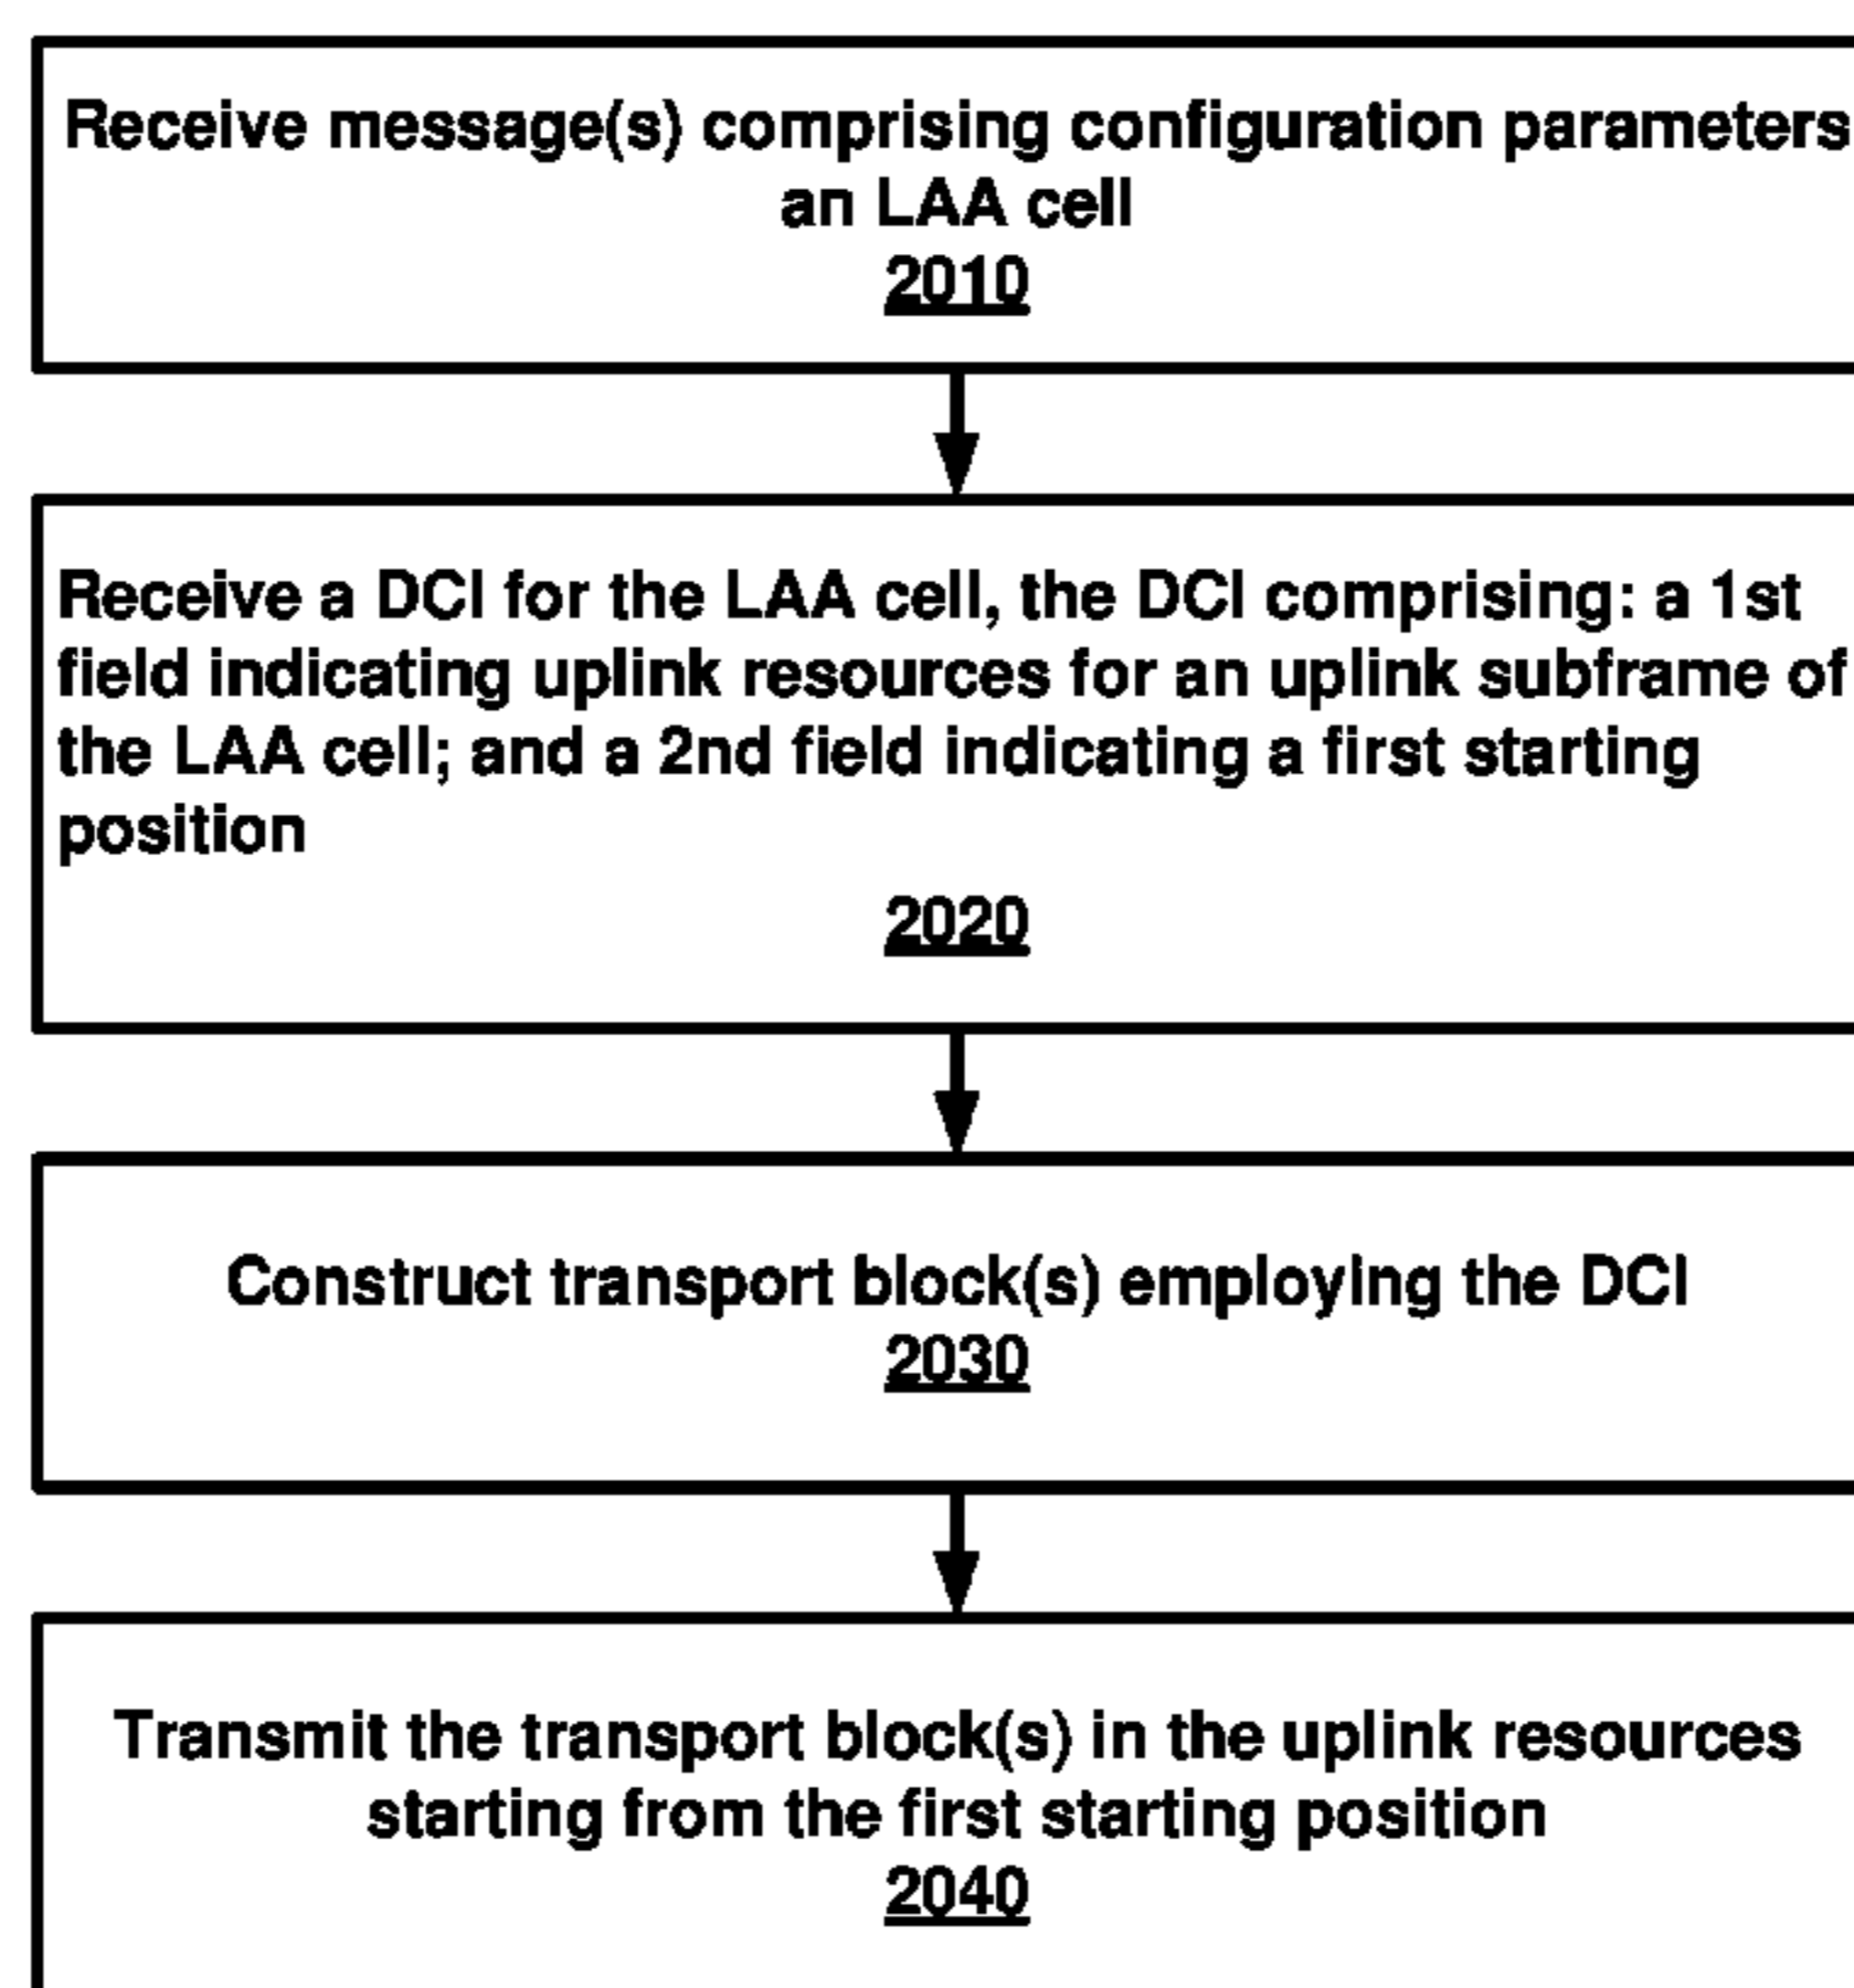 Receive message(s) comprising configuration parameters
an LAA cell
2010
Receive a DCI for the LAA cell, the DCI comprising: a 1st
field indicating uplink resources for an uplink subframe of
the LAA cell; and a 2nd field indicating a first starting
position
2020
Construct transport block(s) employing the DCI
2030
Transmit the transport block(s) in the uplink resources
starting from the first starting position
2040